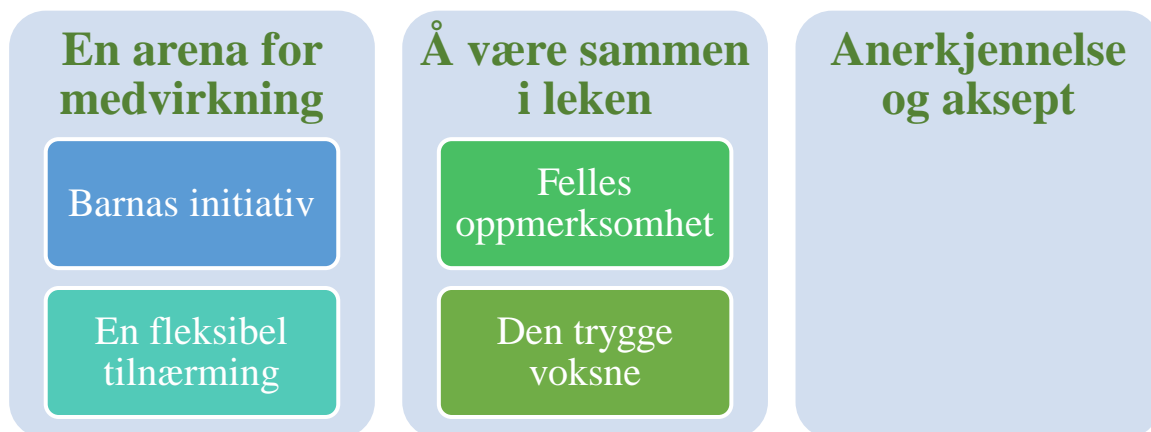 En arena for
medvirkning
Barnas initiativ
En fleksibel
tilnærming
Å være sammen
i leken
Felles
oppmerksomhet
Den trygge
voksne
Anerkjennelse
og aksept